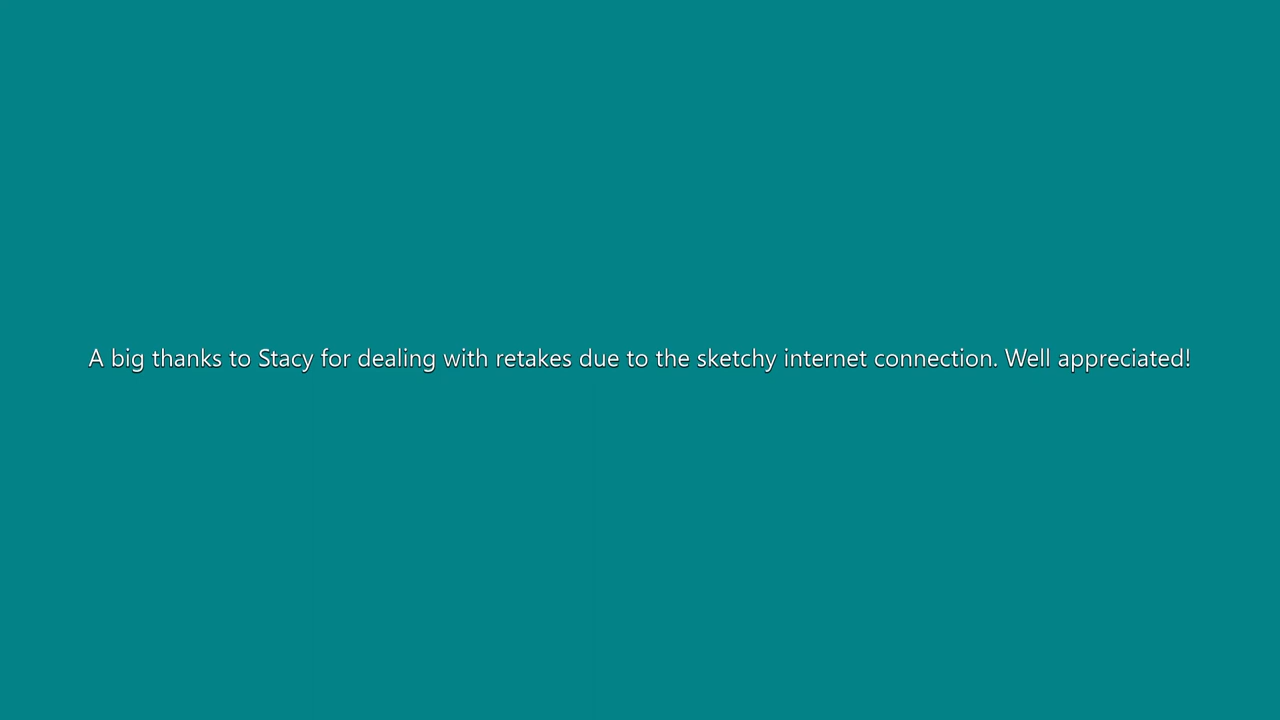 A big thanks to Stacy for dealing with retakes due to the sketchy internet connection. Well appreciated!